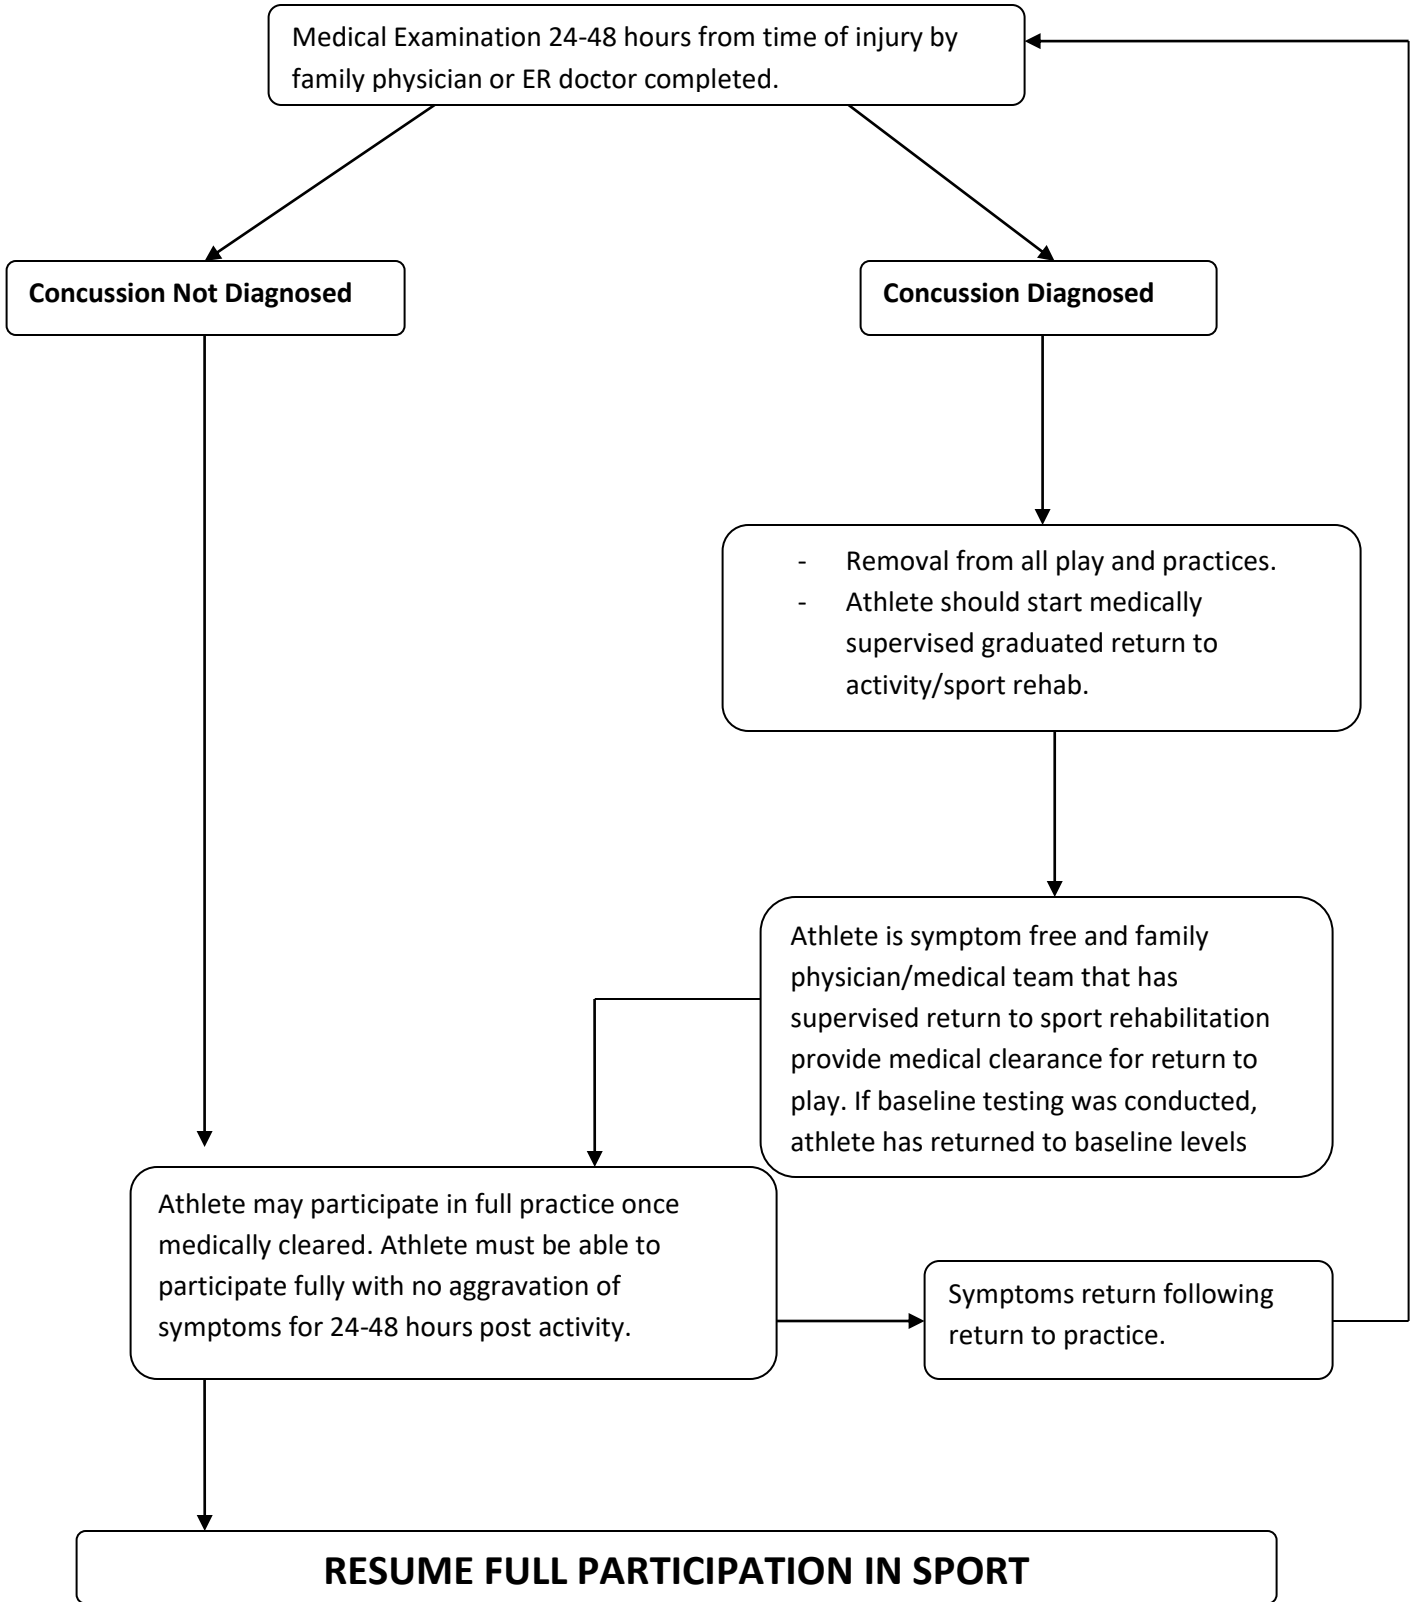 Medical Examination 24-48 hours from time of injury by
family physician or ER doctor completed.
Concussion Not Diagnosed
Concussion Diagnosed
- Removal from all play and practices.
- Athlete should start medically
supervised graduated return to
activity/sport rehab.
Athlete is symptom free and family
physician/medical team that has
supervised return to sport rehabilitation
provide medical clearance for return to
play. If baseline testing was conducted,
athlete has returned to baseline levels
Athlete may participate in full practice once
medically cleared. Athlete must be able to
participate fully with no aggravation of
symptoms for 24-48 hours post activity.
Symptoms return following
return to practice.
RESUME FULL PARTICIPATION IN SPORT